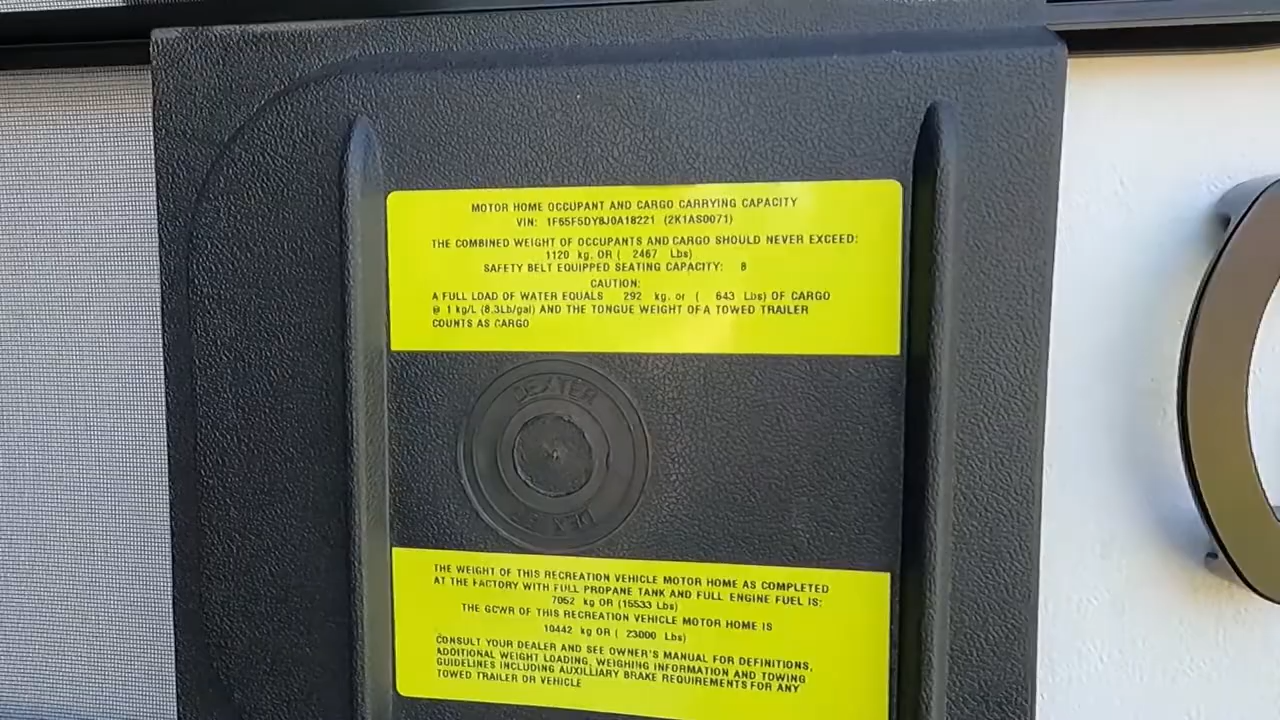 MOTOR HOME OCCUPANT AND CARGO CARRYING CAPACITY
VIN: 1F65F5DY8J0A18221 (2K1AS0071)
THE COMBINED WEIGHT OF OCCUPANTS AND CARGO SHOULD NEVER EXCEED:
1120 kg. OR ( 2467 Lbs)
SAFETY BELT EQUIPPED SEATING CAPACITY: 8
CAUTION:
A FULL LOAD OF WATER EQUALS 292 kg. or ( 643 Lbs) OF CARGO
@ 1 kg/L (8.3Lb/gal) AND THE TONGUE WEIGHT OF A TOWED TRAILER
COUNTS AS CARGO
DEXTER
DEXTER
THE WEIGHT OF THIS RECREATION VEHICLE MOTOR HOME AS COMPLETED
AT THE FACTORY WITH FULL PROPANE TANK AND FULL ENGINE FUEL IS:
7052 kg OR (15533 Lbs)
THE GCWR OF THIS RECREATION VEHICLE MOTOR HOME IS
10442 kg OR ( 23000 Lbs)
CONSULT YOUR DEALER AND SEE OWNER'S MANUAL FOR DEFINITIONS,
ADDITIONAL WEIGHT LOADING, WEIGHING INFORMATION AND TOWING
GUIDELINES INCLUDING AUXILLIARY BRAKE REQUIREMENTS FOR ANY
TOWED TRAILER OR VEHICLE